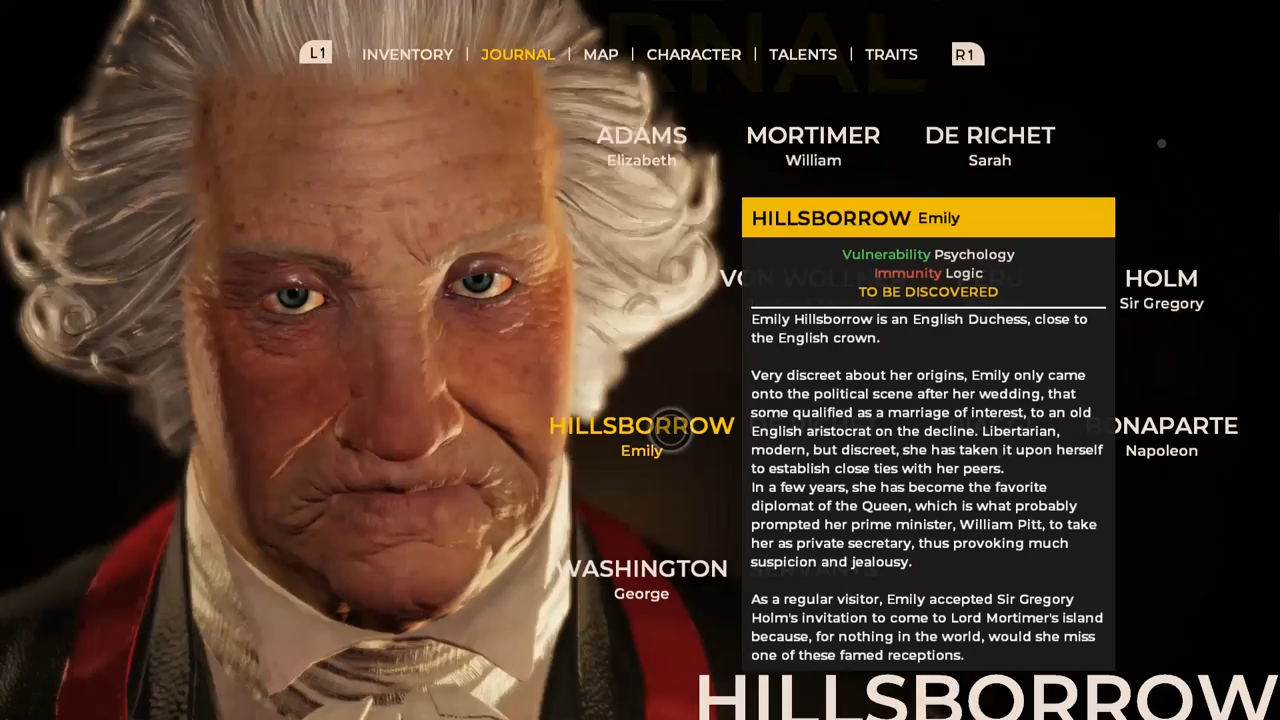 RNAL
L1 INVENTORY | JOURNAL | MAP | CHARACTER | TALENTS | TRAITS R1
ADAMS MORTIMER DE RICHET
Elizabeth William Sarah
HILLSBORROW Emily
Vulnerability Psychology
Immunity Logic
TO BE DISCOVERED
VON WOLLN HOLM
Sir Gregory
Emily Hillsborrow is an English Duchess, close to
the English crown.
Very discreet about her origins, Emily only came
onto the political scene after her wedding, that
some qualified as a marriage of interest, to an old
English aristocrat on the decline. Libertarian,
modern, but discreet, she has taken it upon herself
to establish close ties with her peers.
In a few years, she has become the favorite
diplomat of the Queen, which is what probably
prompted her prime minister, William Pitt, to take
her as private secretary, thus provoking much
suspicion and jealousy.
As a regular visitor, Emily accepted Sir Gregory
Holm's invitation to come to Lord Mortimer's island
because, for nothing in the world, would she miss
one of these famed receptions.
HILLSBORROW BONAPARTE
Emily Napoleon
WASHINGTON
George
HILLSBORROW